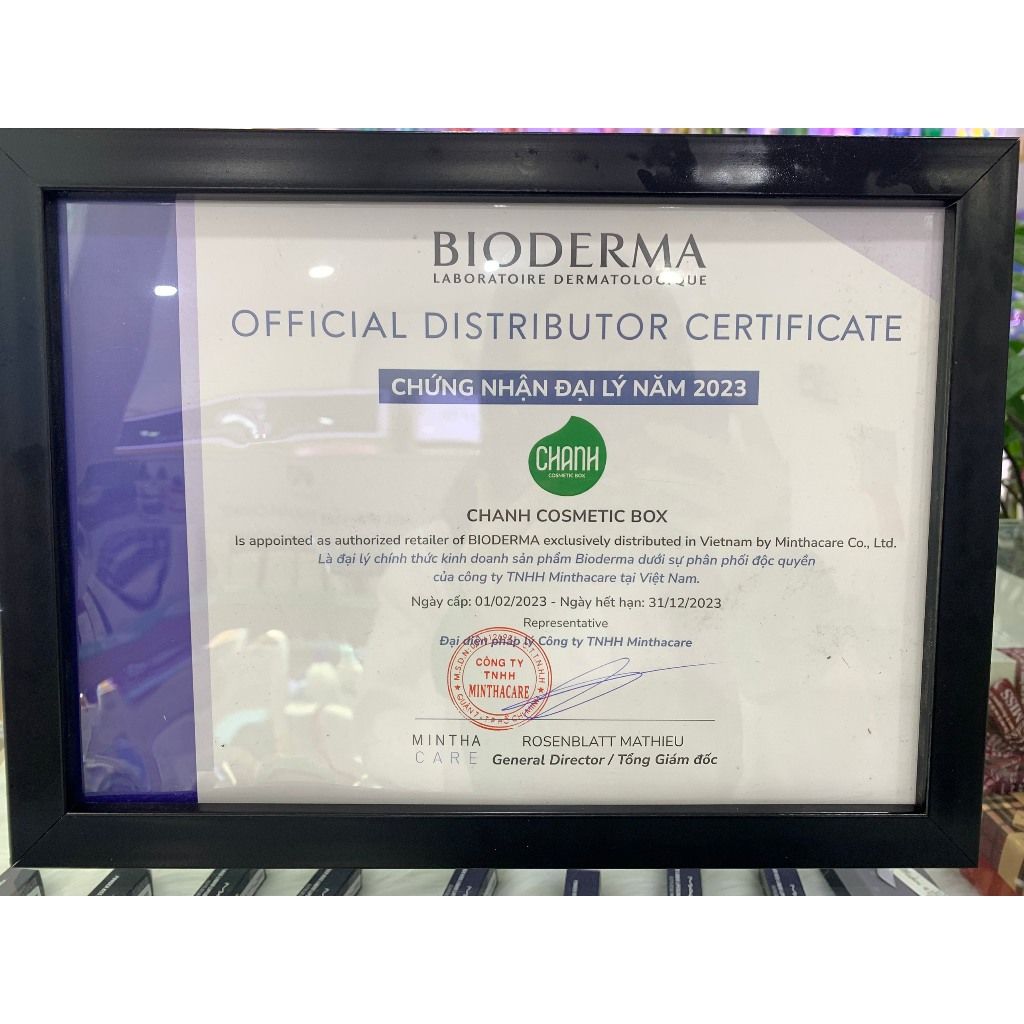 BIODERMA
LABORATOIRE DERMATOLOGIQUE
OFFICIAL DISTRIBUTOR CERTIFICATE
CHỨNG NHẬN ĐẠI LÝ NĂM 2023
CHANH
COSMETIC BOX
CHANH COSMETIC BOX
Is appointed as authorized retailer of BIODERMA exclusively distributed in Vietnam by Minthacare Co., Ltd.
Là đại lý chính thức kinh doanh sản phẩm Bioderma dưới sự phân phối độc quyền
của công ty TNHH Minthacare tại Việt Nam.
Ngày cấp: 01/02/2023 - Ngày hết hạn: 31/12/2023
Representative
Đại diện pháp lý Công ty TNHH Minthacare
CÔNG TY
TNHH
MINTHACARE
MINTHA
CARE
ROSENBLATT MATHIEU
General Director / Tổng Giám đốc